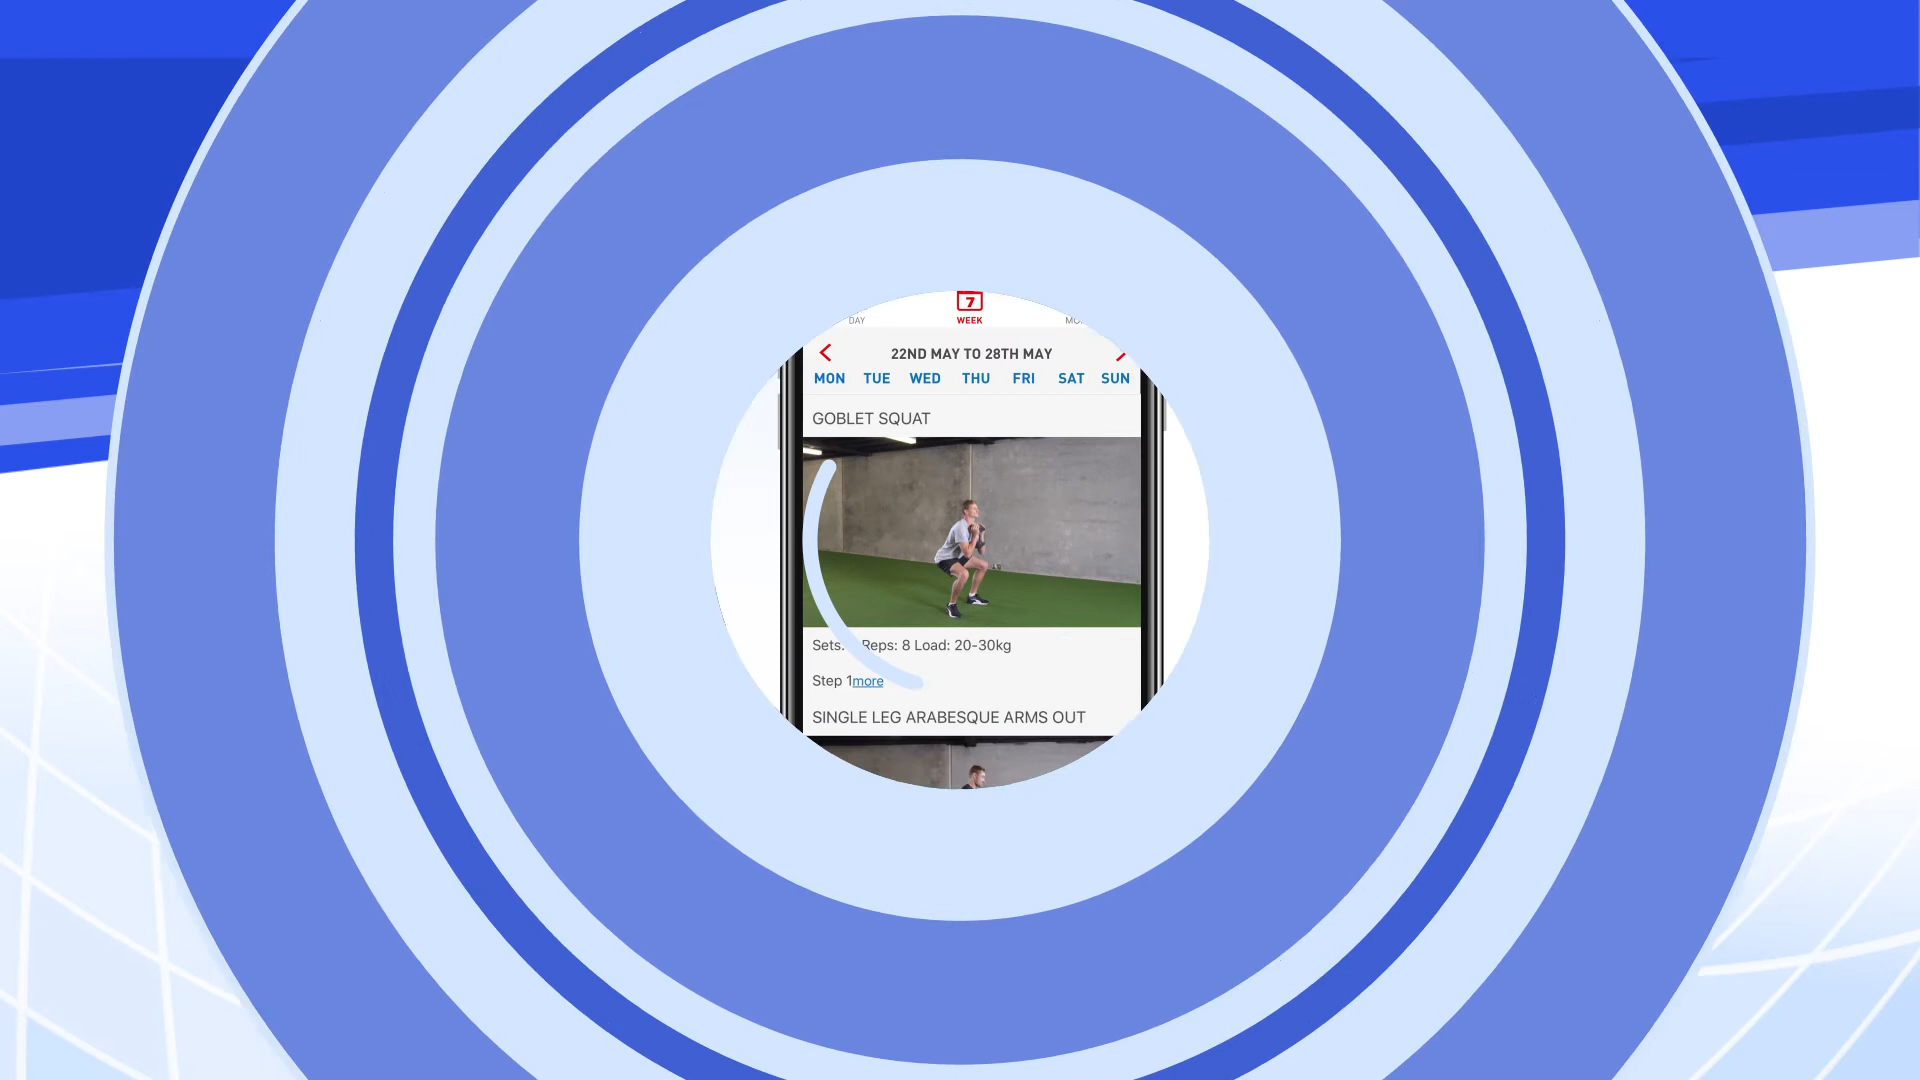 7
DAY WEEK
22ND MAY TO 28TH MAY
MON TUE WED THU FRI SAT SUN
GOBLET SQUAT
Sets: Reps: 8 Load: 20-30kg
Step 1more
SINGLE LEG ARABESQUE ARMS OUT